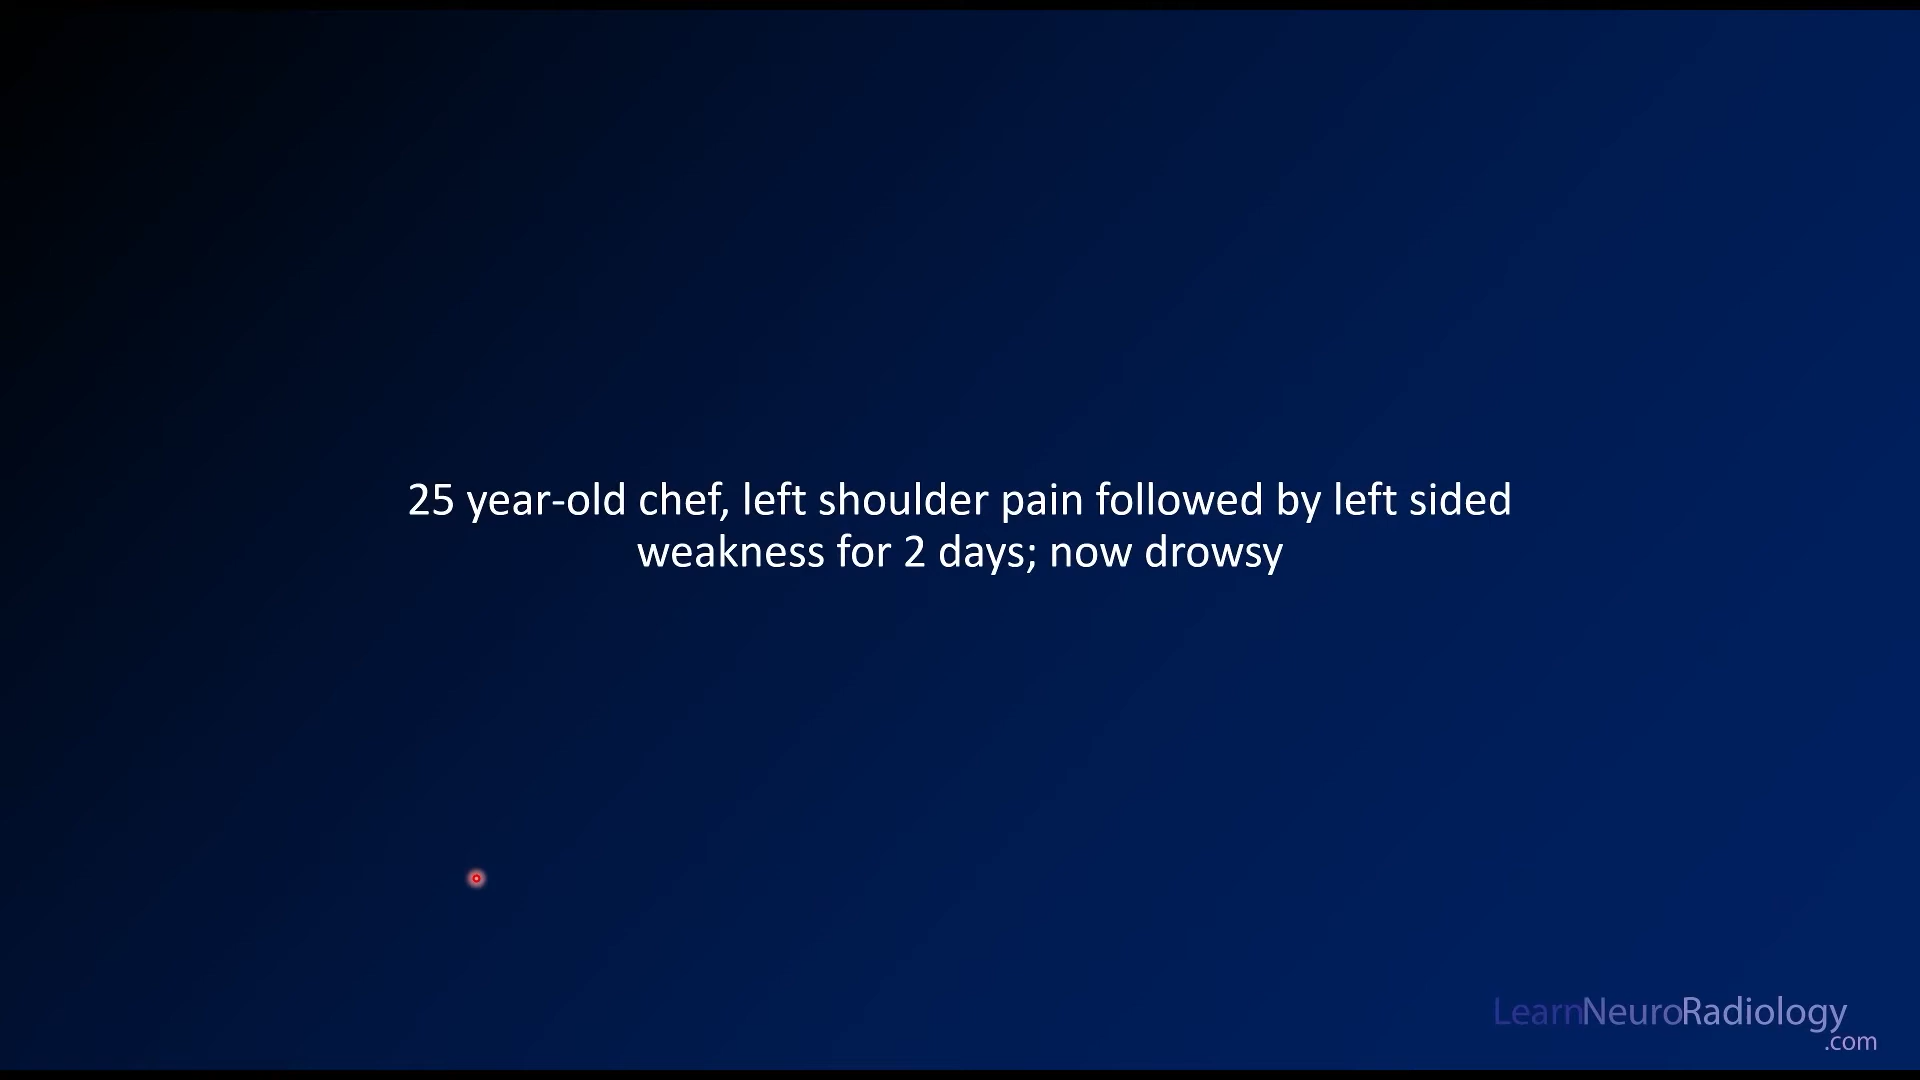 25 year-old chef, left shoulder pain followed by left sided
weakness for 2 days; now drowsy
LearnNeuroRadiology
.com